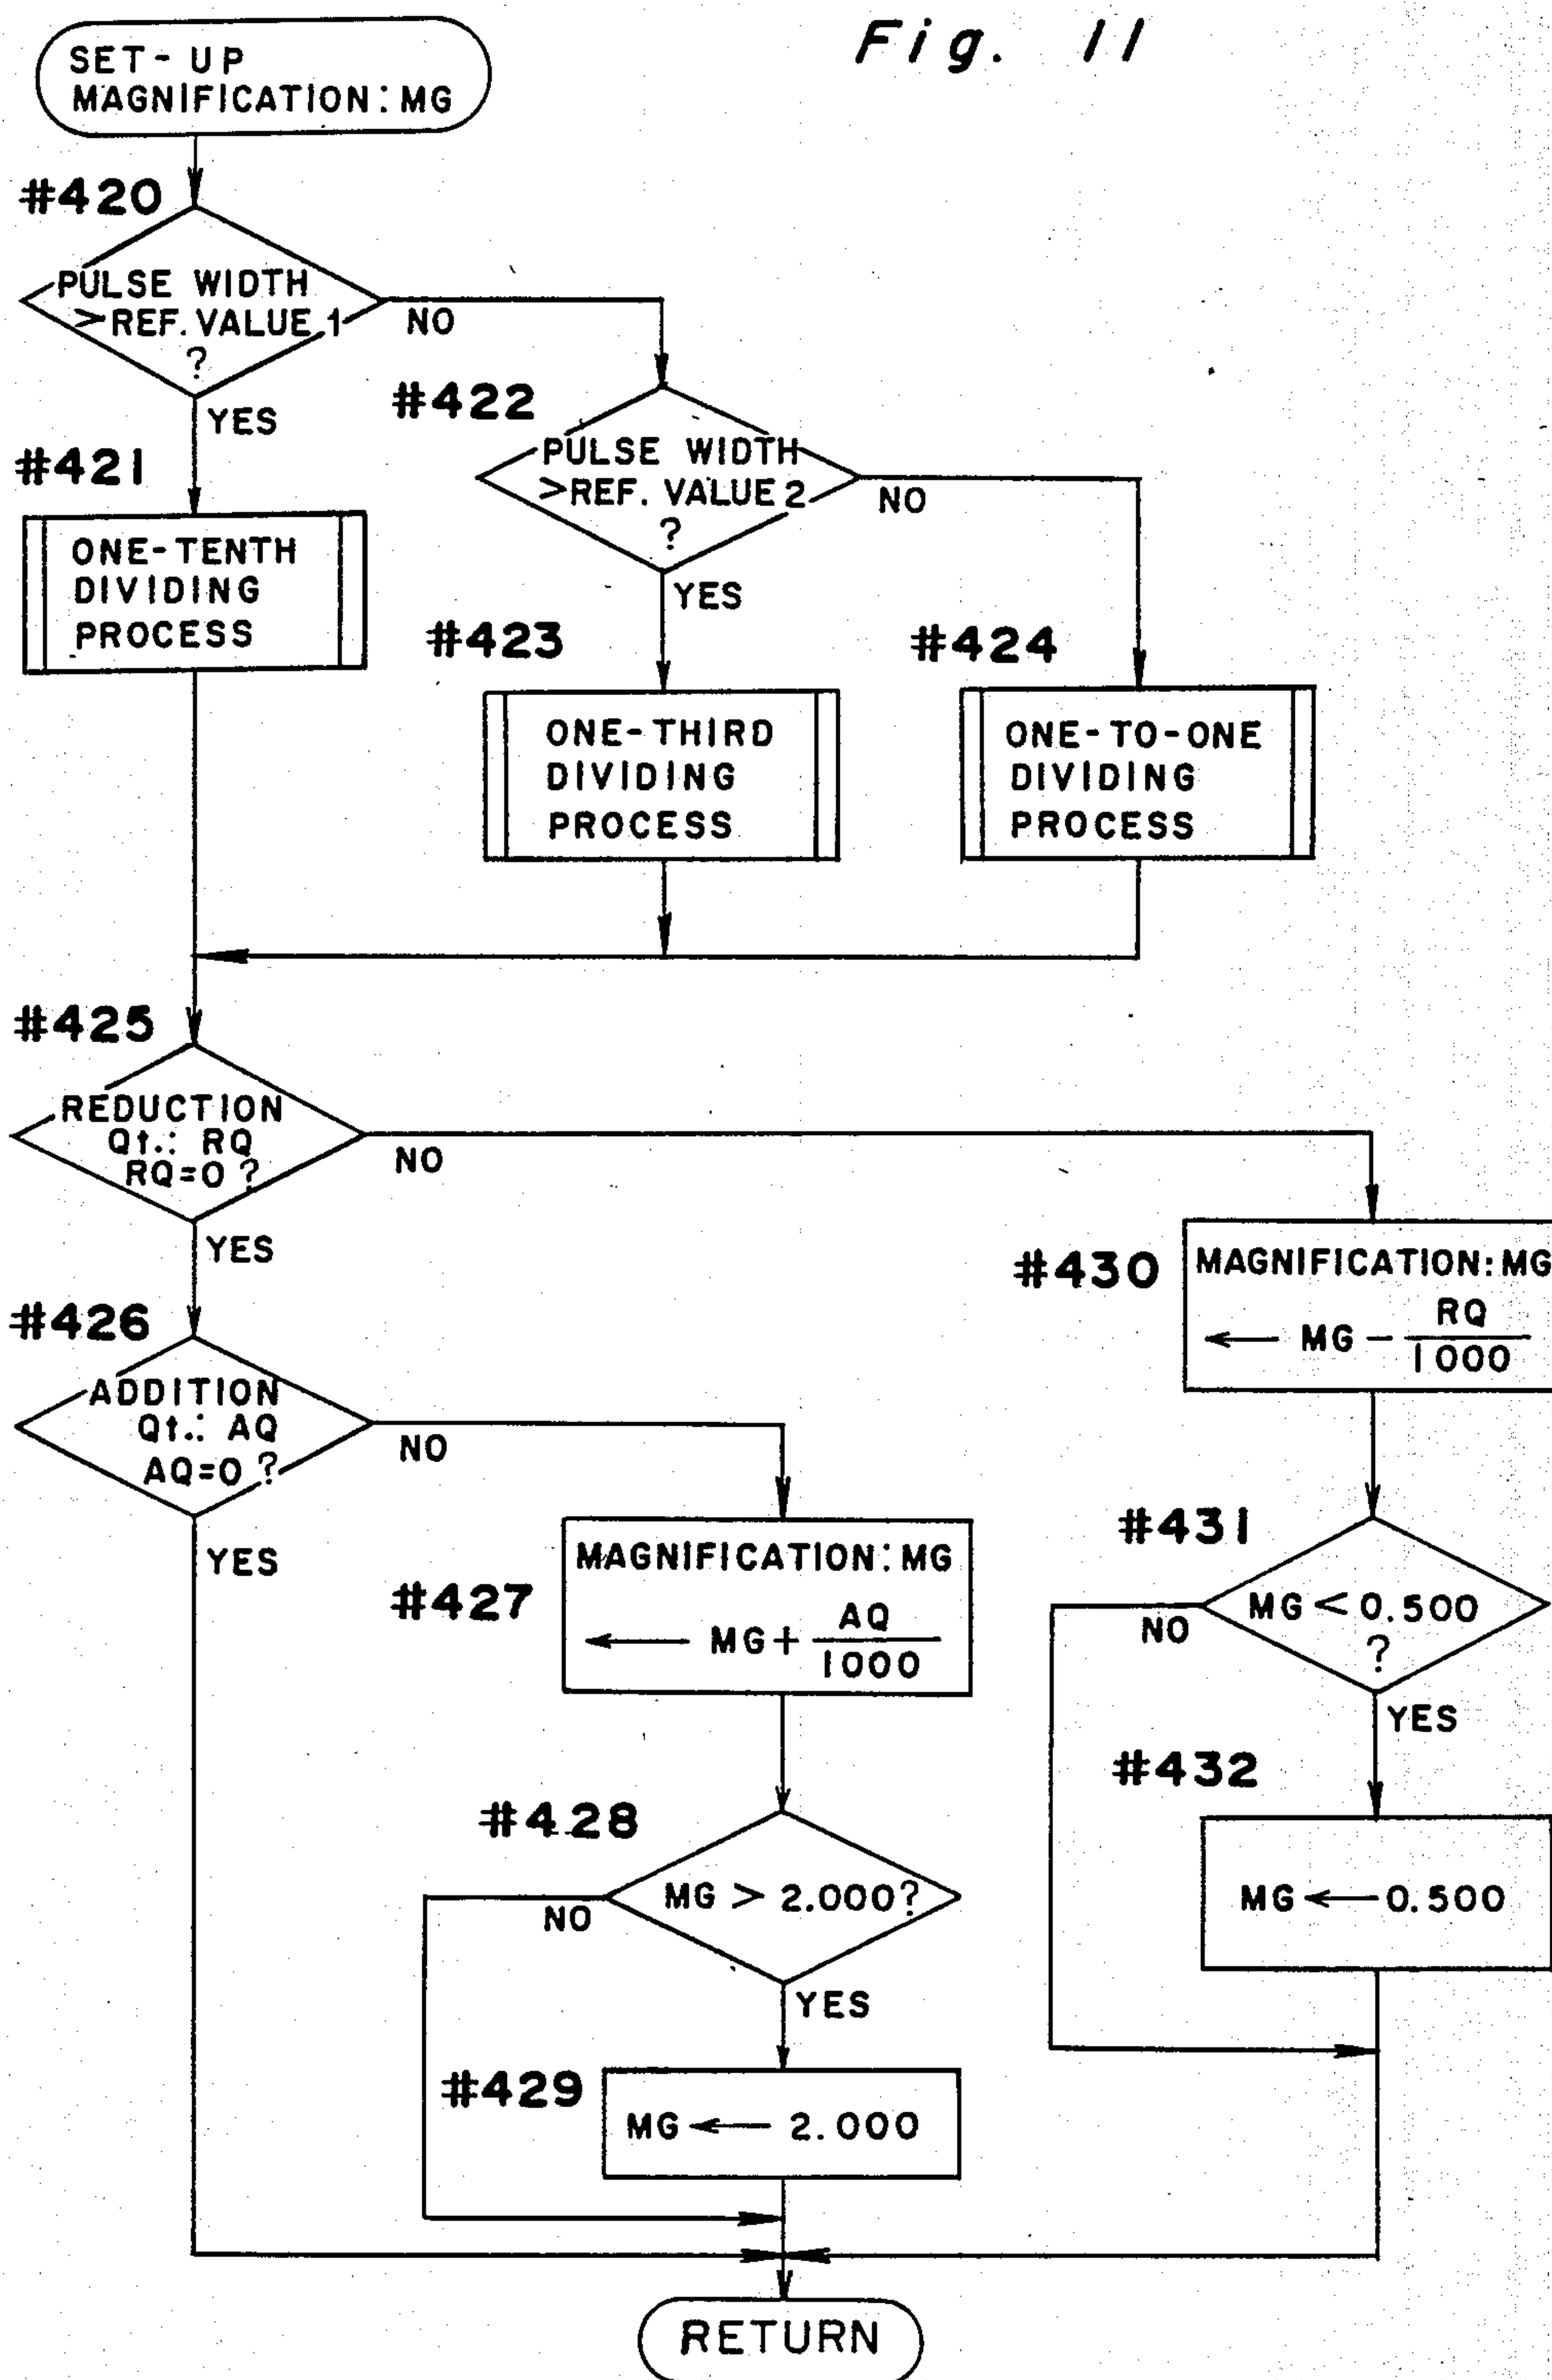 Fig. 11
SET-UP
MAGNIFICATION: MG
#420
PULSE WIDTH
>REF. VALUE 1
?
NO
YES
#421
ONE-TENTH
DIVIDING
PROCESS
#422
PULSE WIDTH
>REF. VALUE 2
?
NO
YES
#423
ONE-THIRD
DIVIDING
PROCESS
#424
ONE-TO-ONE
DIVIDING
PROCESS
#425
REDUCTION
Qt.: RQ
RQ=0 ?
NO
YES
#426
ADDITION
Qt.: AQ
AQ=0 ?
NO
YES
#427
MAGNIFICATION: MG
← MG + AQ
1000
#428
MG > 2.000?
NO
YES
#429
MG ← 2.000
#430
MAGNIFICATION: MG
← MG - RQ
1000
#431
MG < 0.500
?
NO
YES
#432
MG ← 0.500
RETURN